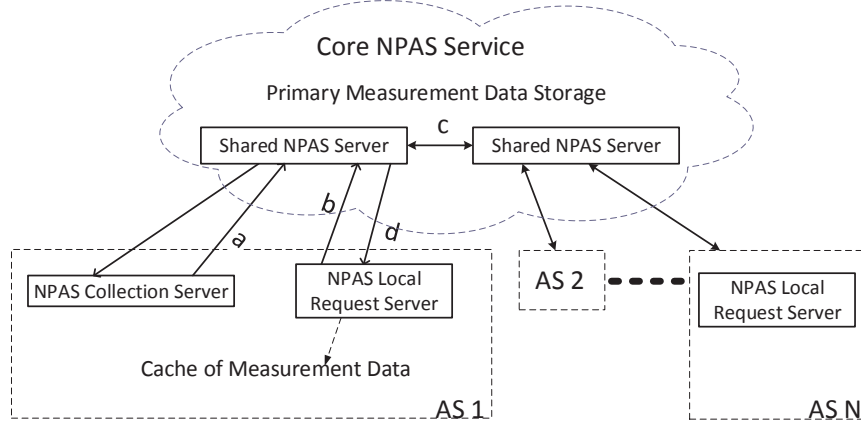 Core NPAS Service
Primary Measurement Data Storage
Shared NPAS Server
c
Shared NPAS Server
a
b
d
NPAS Collection Server
NPAS Local
Request Server
Cache of Measurement Data
AS 1
AS 2
NPAS Local
Request Server
AS N